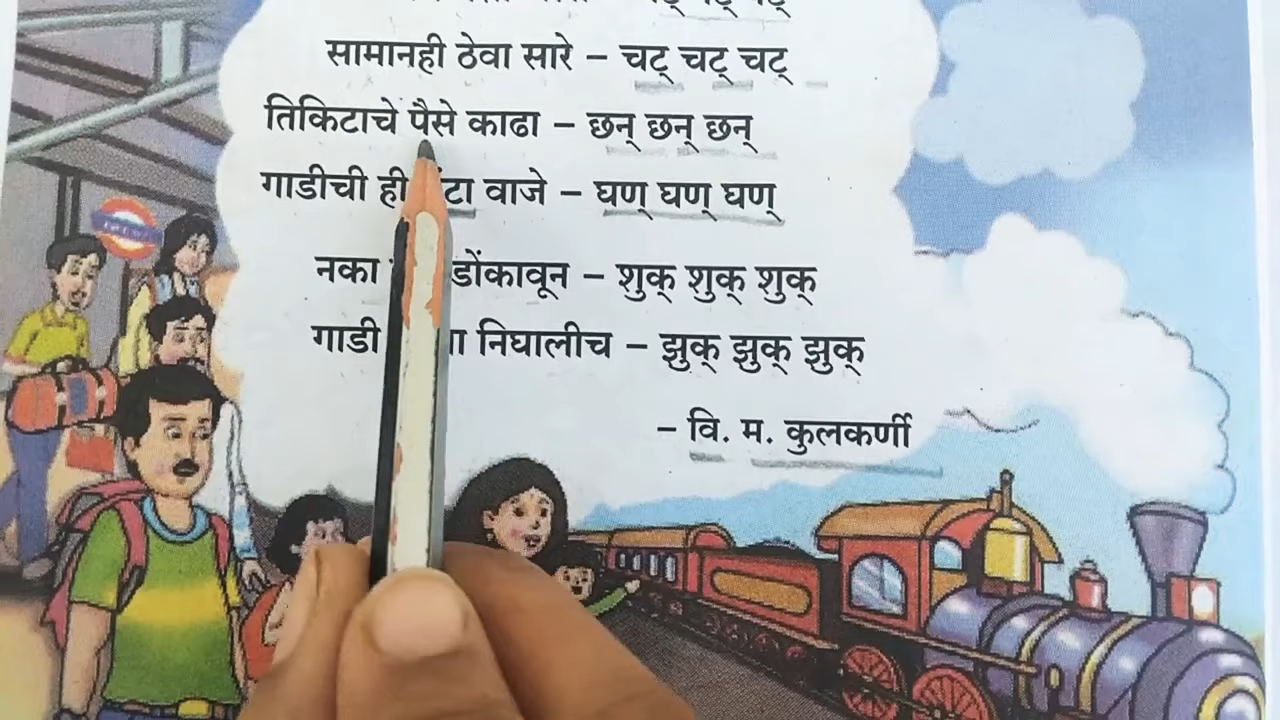 सामानही ठेवा सारे – चट् चट् चट्
तिकिटाचे पैसे काढा – छन् छन् छन्
गाडीची ही वाजे – घण् घण् घण्
नका – शुक् शुक् शुक्
गाडी निघालीच – झुक् झुक् झुक्
– वि. म. कुलकर्णी